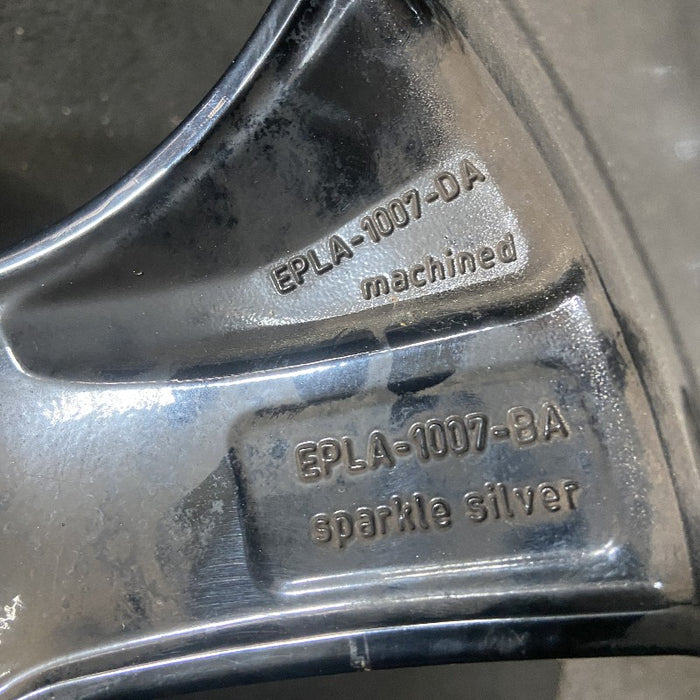 EPLA-1007-DA
machined
EPLA-1007-BA
sparkle silver